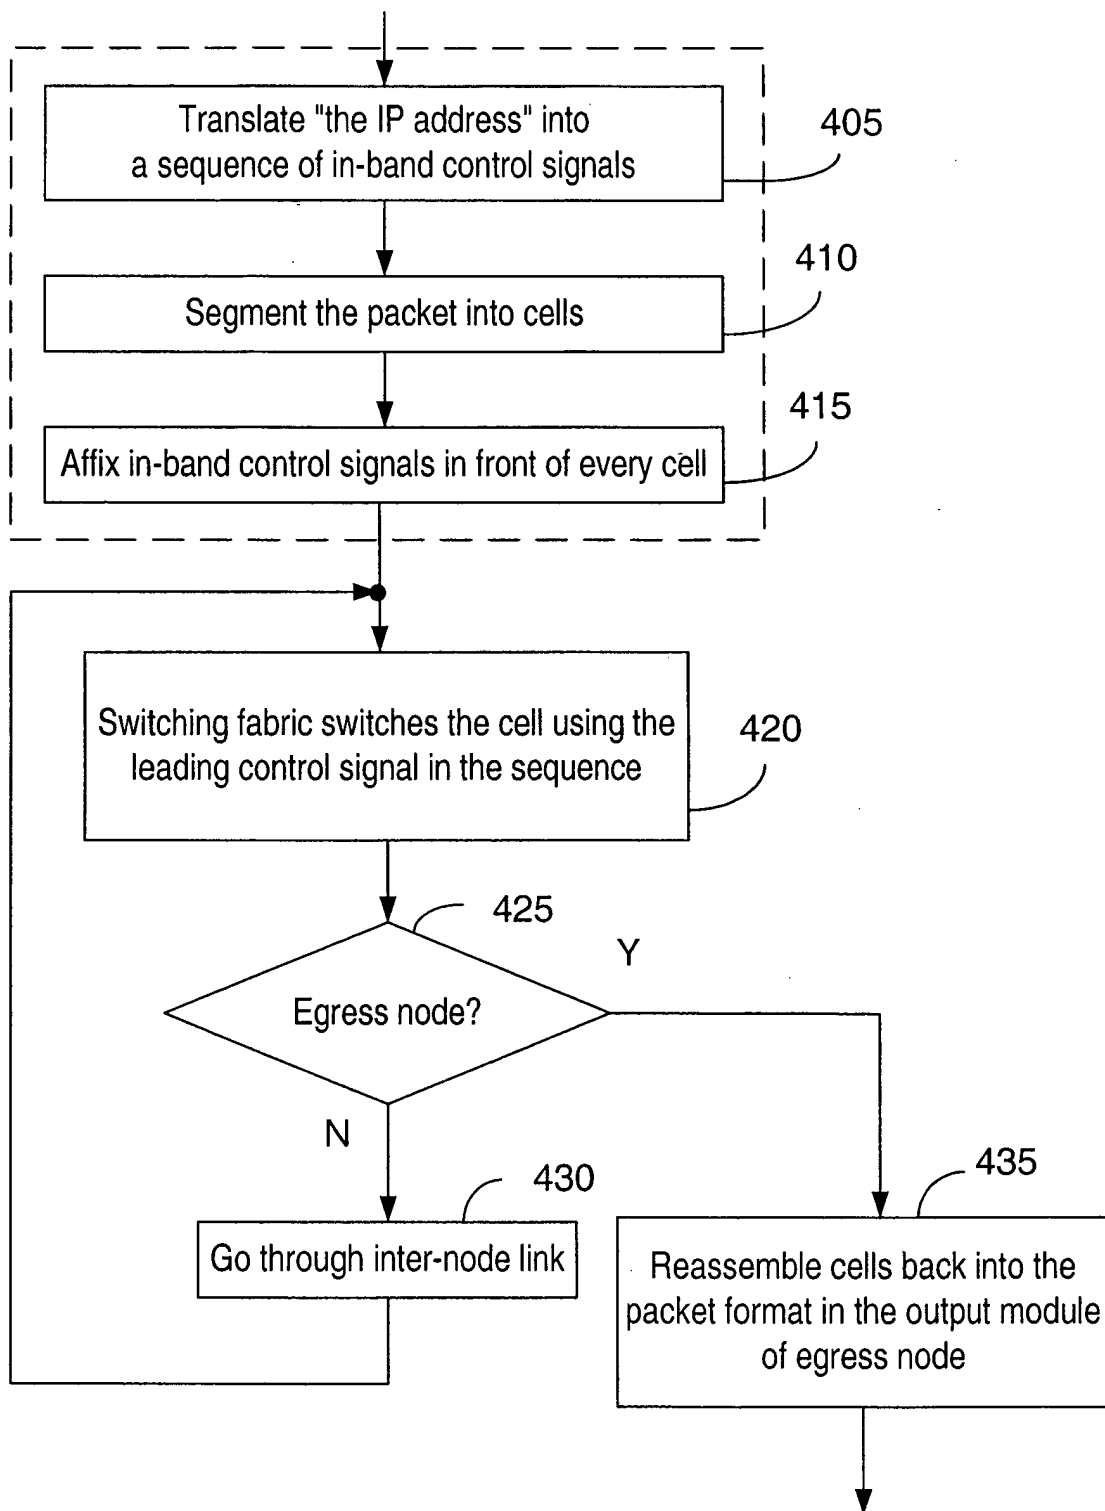 Translate "the IP address" into
a sequence of in-band control signals
405
Segment the packet into cells
410
Affix in-band control signals in front of every cell
415
Switching fabric switches the cell using the
leading control signal in the sequence
420
425
Egress node?
Y
N
430
Go through inter-node link
435
Reassemble cells back into the
packet format in the output module
of egress node